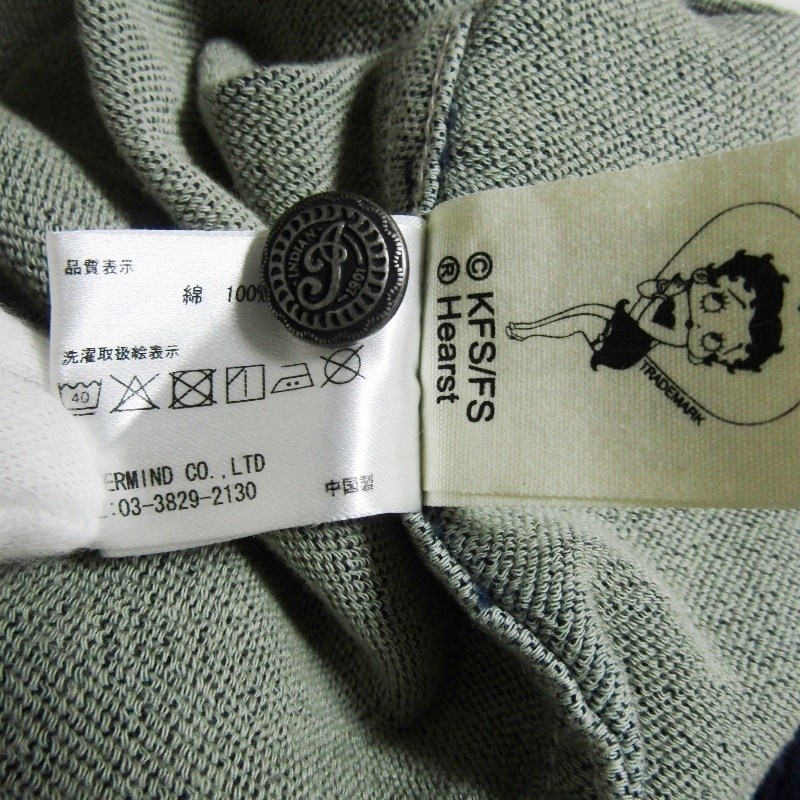 品質表示
綿 100%
洗濯取扱絵表示
40
ERMIND CO.,LTD
:03-3829-2130
中国製
INDIAN
1901
© KFS/FS
® Hearst
TRADEMARK